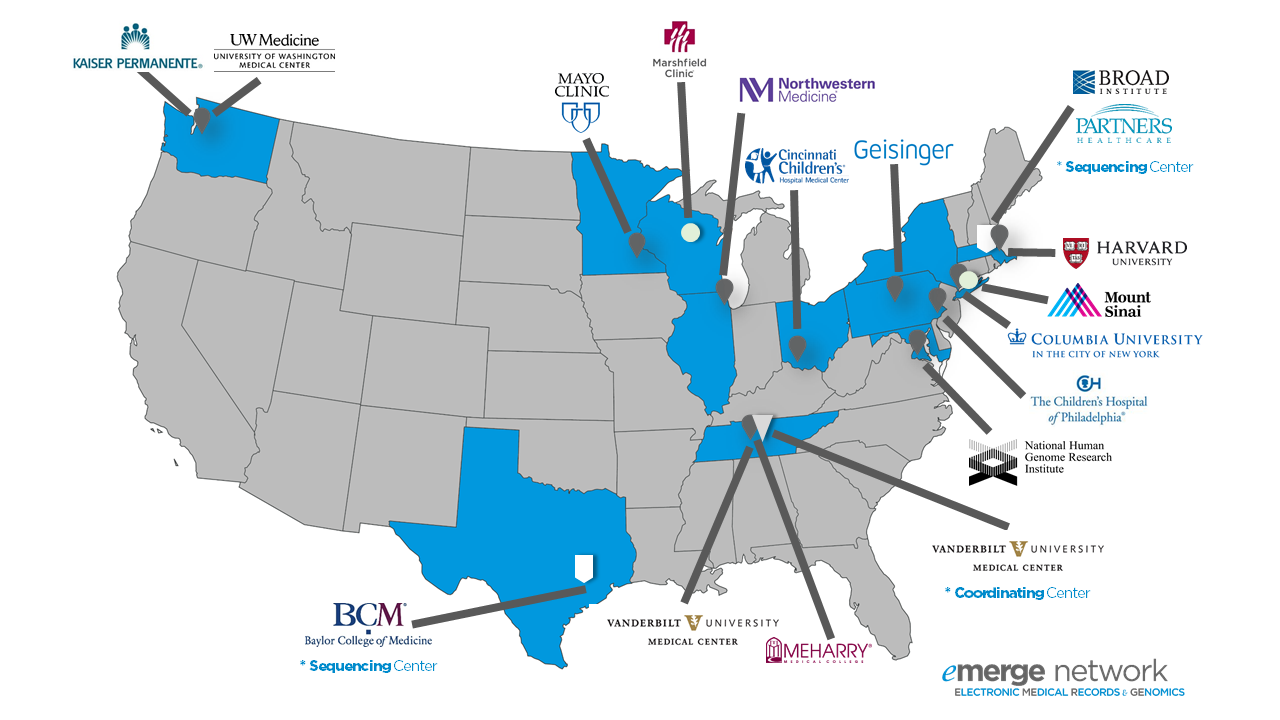 KAISER PERMANENTE®
UW Medicine
UNIVERSITY OF WASHINGTON
MEDICAL CENTER
MAYO
CLINIC
Marshfield
Clinic
Northwestern
Medicine
Cincinnati
Children's
Hospital Medical Center
Geisinger
BROAD
INSTITUTE
PARTNERS
HEALTHCARE
* Sequencing Center
HARVARD
UNIVERSITY
Mount
Sinai
COLUMBIA UNIVERSITY
IN THE CITY OF NEW YORK
CH
The Children's Hospital
of Philadelphia®
National Human
Genome Research
Institute
VANDERBILT V UNIVERSITY
MEDICAL CENTER
* Coordinating Center
BCM®
Baylor College of Medicine
* Sequencing Center
VANDERBILT V UNIVERSITY
MEDICAL CENTER
MEHARRY®
MEDICAL COLLEGE
emerge network
ELECTRONIC MEDICAL RECORDS & GENOMICS